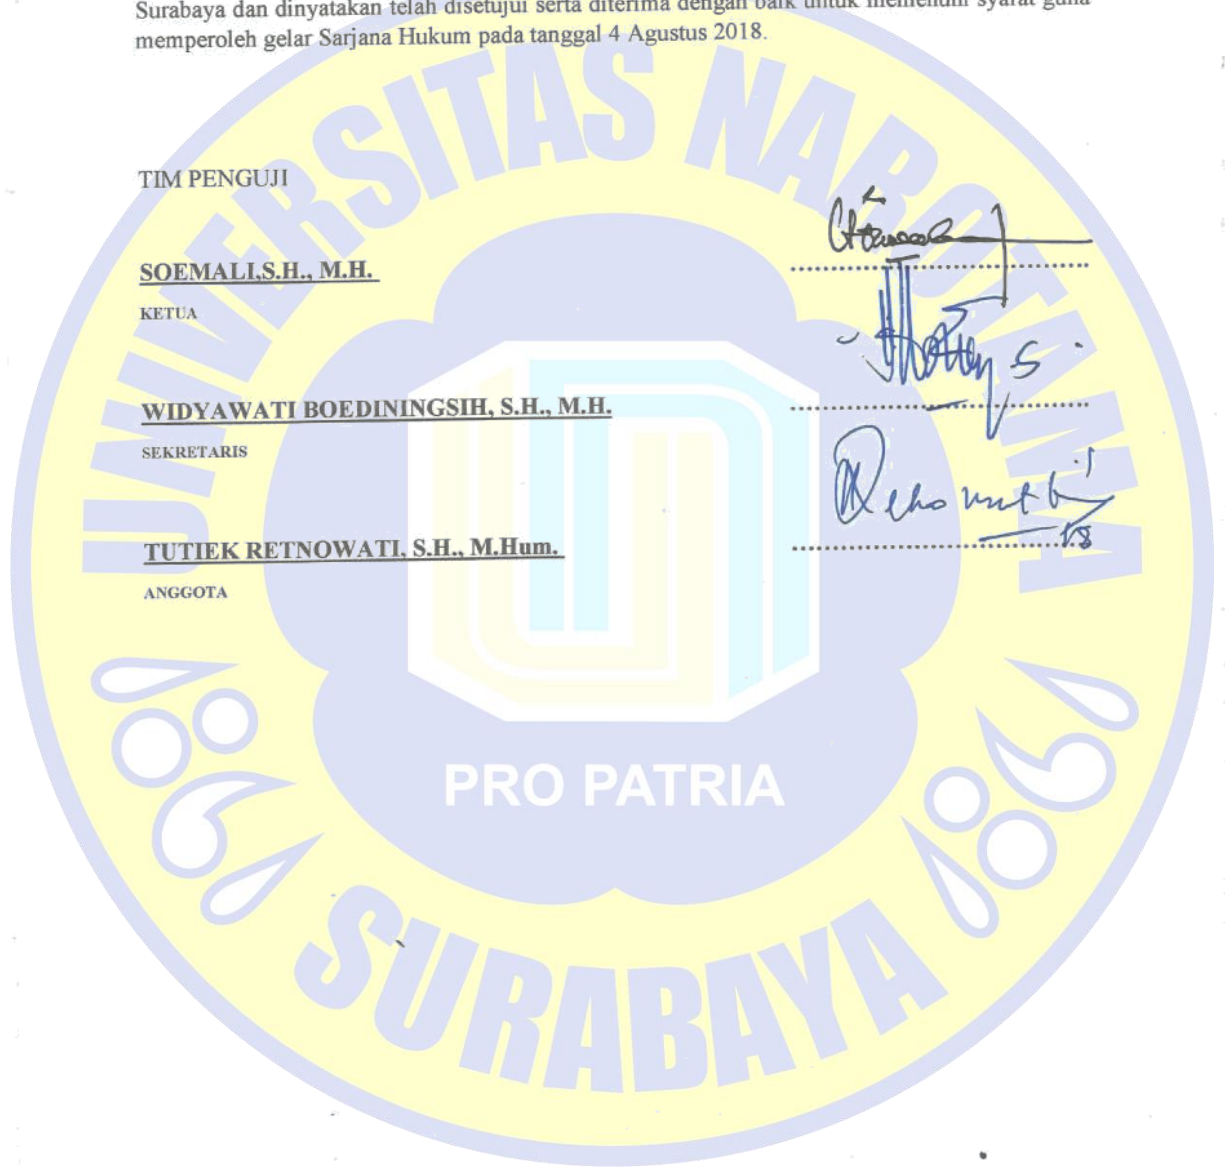 Surabaya dan dinyatakan telah disetujui serta diterima dengan baik untuk memenuhi syarat guna
memperoleh gelar Sarjana Hukum pada tanggal 4 Agustus 2018.
UNIVERSITAS NAROTAMA
TIM PENGUJI
SOEMALI,S.H., M.H.
KETUA
WIDYAWATI BOEDININGSIH, S.H., M.H.
SEKRETARIS
TUTIEK RETNOWATI, S.H., M.Hum.
ANGGOTA
PRO PATRIA
SURABAYA